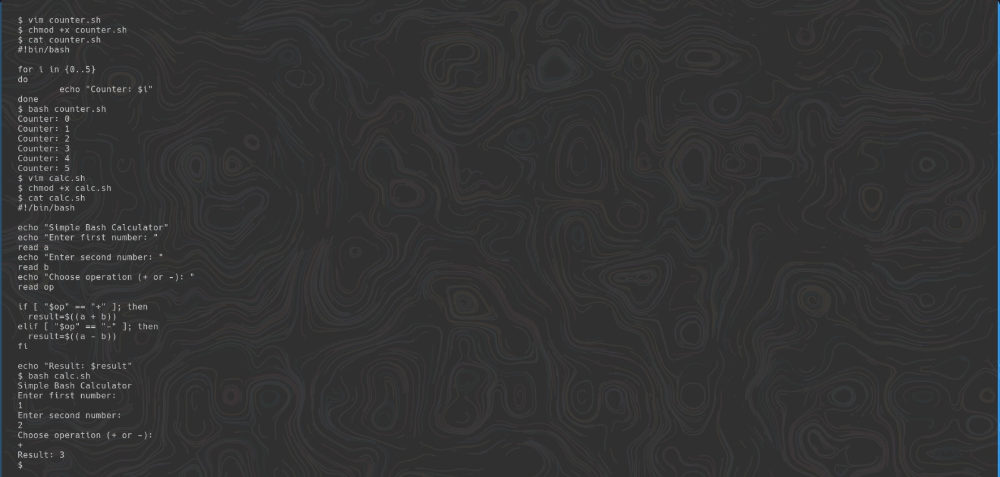 $ vim counter.sh
$ chmod +x counter.sh
$ cat counter.sh
#!bin/bash

for i in {0..5}
do
        echo "Counter: $i"
done
$ bash counter.sh
Counter: 0
Counter: 1
Counter: 2
Counter: 3
Counter: 4
Counter: 5
$ vim calc.sh
$ chmod +x calc.sh
$ cat calc.sh
#!/bin/bash

echo "Simple Bash Calculator"
echo "Enter first number: "
read a
echo "Enter second number: "
read b
echo "Choose operation (+ or -): "
read op

if [ "$op" == "+" ]; then
  result=$((a + b))
elif [ "$op" == "-" ]; then
  result=$((a - b))
fi

echo "Result: $result"
$ bash calc.sh
Simple Bash Calculator
Enter first number:
1
Enter second number:
2
Choose operation (+ or -):
+
Result: 3
$